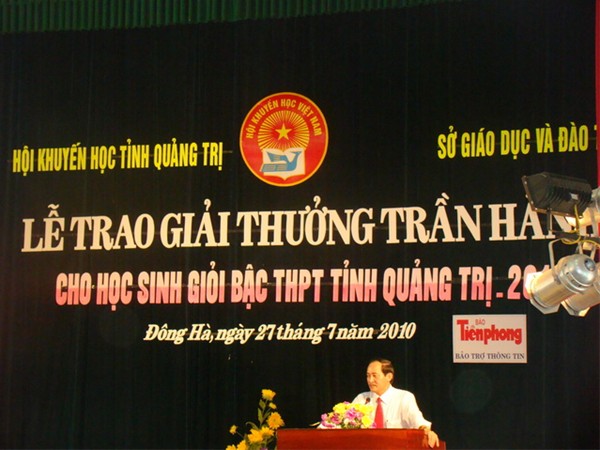 HỘI KHUYẾN HỌC TỈNH QUẢNG TRỊ
HỘI KHUYẾN HỌC VIỆT NAM
SỞ GIÁO DỤC VÀ ĐÀO
LỄ TRAO GIẢI THƯỞNG TRẦN HÀN
CHO HỌC SINH GIỎI BẬC THPT TỈNH QUẢNG TRỊ - 20
Đông Hà, ngày 27 tháng 7 năm 2010
BÁO
Tiền phong
BẢO TRỢ THÔNG TIN